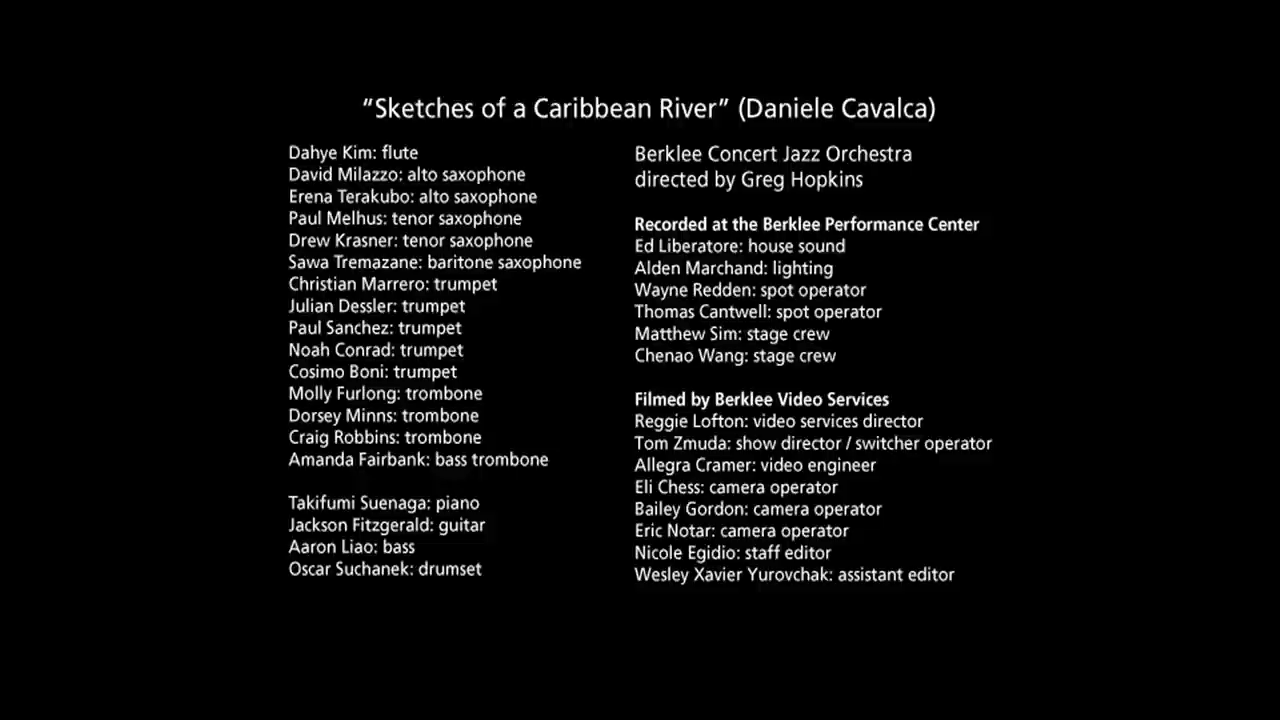 “Sketches of a Caribbean River” (Daniele Cavalca)
Dahye Kim: flute
David Milazzo: alto saxophone
Erena Terakubo: alto saxophone
Paul Melhus: tenor saxophone
Drew Krasner: tenor saxophone
Sawa Tremazane: baritone saxophone
Christian Marrero: trumpet
Julian Dessler: trumpet
Paul Sanchez: trumpet
Noah Conrad: trumpet
Cosimo Boni: trumpet
Molly Furlong: trombone
Dorsey Minns: trombone
Craig Robbins: trombone
Amanda Fairbank: bass trombone
Takifumi Suenaga: piano
Jackson Fitzgerald: guitar
Aaron Liao: bass
Oscar Suchanek: drumset
Berklee Concert Jazz Orchestra
directed by Greg Hopkins
Recorded at the Berklee Performance Center
Ed Liberatore: house sound
Alden Marchand: lighting
Wayne Redden: spot operator
Thomas Cantwell: spot operator
Matthew Sim: stage crew
Chenao Wang: stage crew
Filmed by Berklee Video Services
Reggie Lofton: video services director
Tom Zmuda: show director / switcher operator
Allegra Cramer: video engineer
Eli Chess: camera operator
Bailey Gordon: camera operator
Eric Notar: camera operator
Nicole Egidio: staff editor
Wesley Xavier Yurovchak: assistant editor